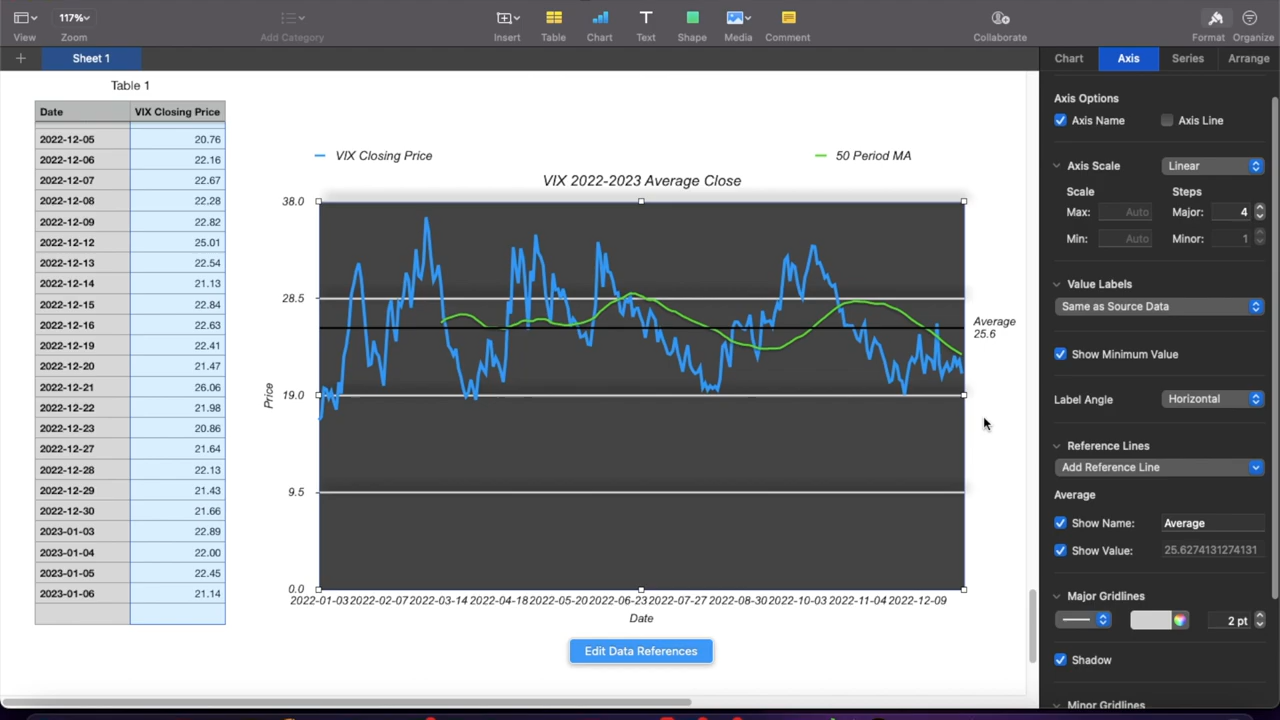 117%
View
Zoom
Add Category
Insert
Table
Chart
Text
Shape
Media
Comment
Collaborate
Format
Organize
Sheet 1
Chart
Axis
Series
Arrange
Table 1
Date VIX Closing Price
2022-12-05 20.76
2022-12-06 22.16
2022-12-07 22.67
2022-12-08 22.28
2022-12-09 22.82
2022-12-12 25.01
2022-12-13 22.54
2022-12-14 21.13
2022-12-15 22.84
2022-12-16 22.63
2022-12-19 22.41
2022-12-20 21.47
2022-12-21 26.06
2022-12-22 21.98
2022-12-23 20.86
2022-12-27 21.64
2022-12-28 22.13
2022-12-29 21.43
2022-12-30 21.66
2023-01-03 22.89
2023-01-04 22.00
2023-01-05 22.45
2023-01-06 21.14
VIX Closing Price
50 Period MA
VIX 2022-2023 Average Close
38.0
28.5
19.0
9.5
0.0
Price
Average
25.6
2022-01-03 2022-02-07 2022-03-14 2022-04-18 2022-05-20 2022-06-23 2022-07-27 2022-08-30 2022-10-03 2022-11-04 2022-12-09
Date
Edit Data References
Axis Options
Axis Name
Axis Line
Axis Scale
Linear
Scale
Steps
Max: Auto
Major: 4
Min: Auto
Minor: 1
Value Labels
Same as Source Data
Show Minimum Value
Label Angle
Horizontal
Reference Lines
Add Reference Line
Average
Show Name: Average
Show Value: 25.6274131274131
Major Gridlines
2 pt
Shadow
Minor Gridlines